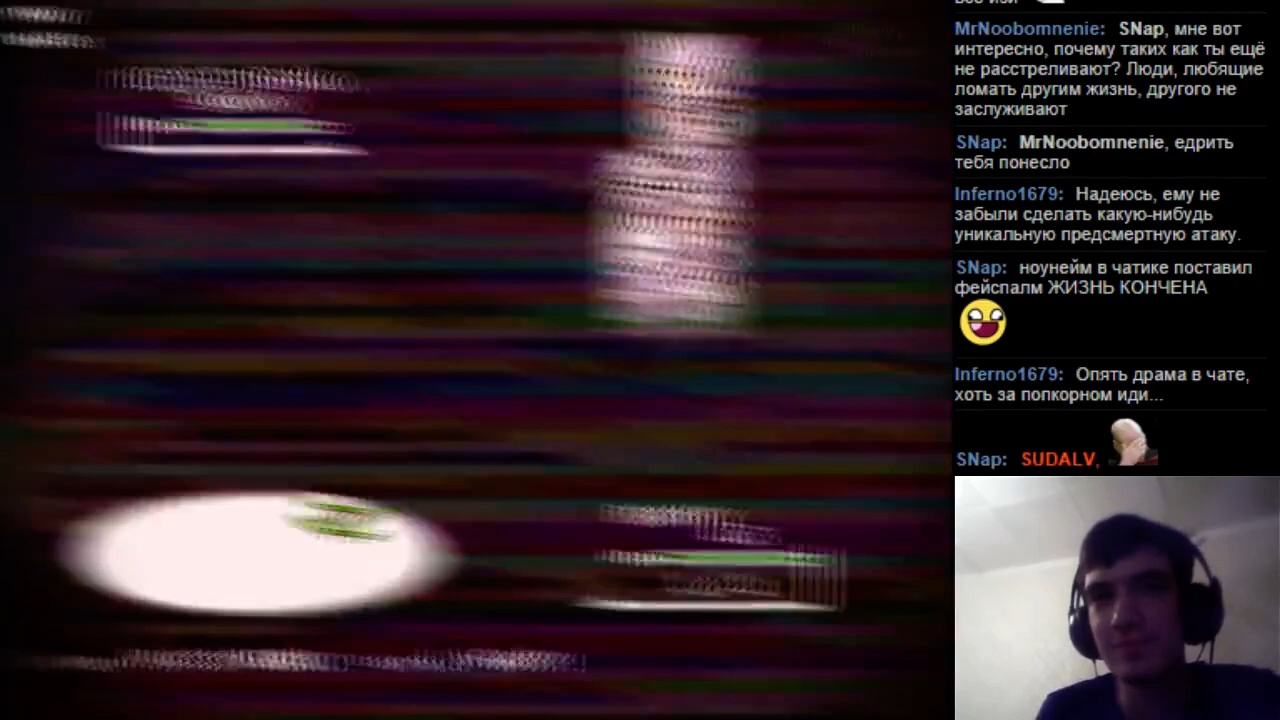 MrNoobomnenie: SNap, мне вот
интересно, почему таких как ты ещё
не расстреливают? Люди, любящие
ломать другим жизнь, другого не
заслуживают
SNap: MrNoobomnenie, едрить
тебя понесло
Inferno1679: Надеюсь, ему не
забыли сделать какую-нибудь
уникальную предсмертную атаку.
SNap: ноунейм в чатике поставил
фейспалм ЖИЗНЬ КОНЧЕНА
Inferno1679: Опять драма в чате,
хоть за попкорном иди...
SNap: SUDALV,